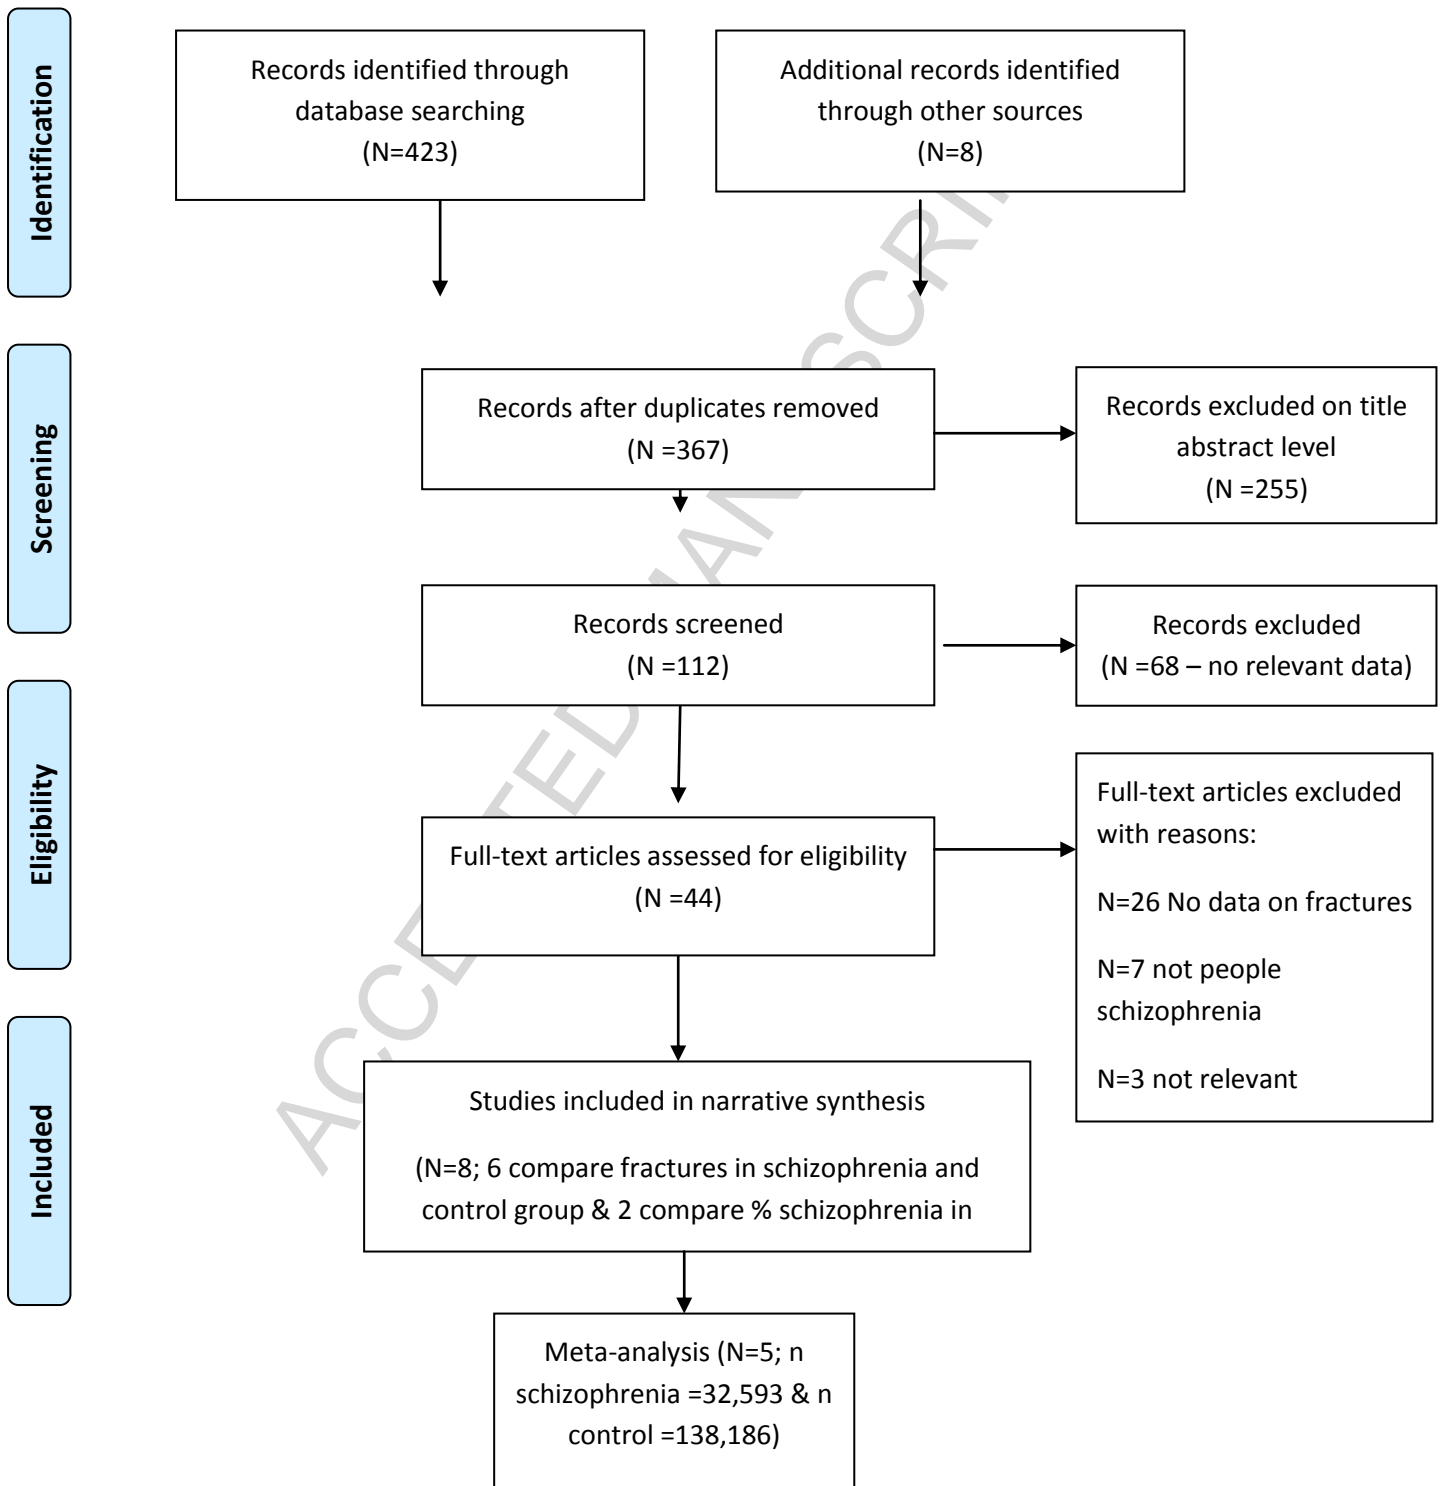 Identification
Records identified through
database searching
(N=423)
Additional records identified
through other sources
(N=8)
Screening
Records after duplicates removed
(N =367)
Records excluded on title
abstract level
(N =255)
Records screened
(N =112)
Records excluded
(N =68 – no relevant data)
Eligibility
Full-text articles assessed for eligibility
(N =44)
Full-text articles excluded
with reasons:
N=26 No data on fractures
N=7 not people
schizophrenia
N=3 not relevant
Included
Studies included in narrative synthesis
(N=8; 6 compare fractures in schizophrenia and
control group & 2 compare % schizophrenia in
Meta-analysis (N=5; n
schizophrenia =32,593 & n
control =138,186)
ACCEPTED MANUSCRIPT